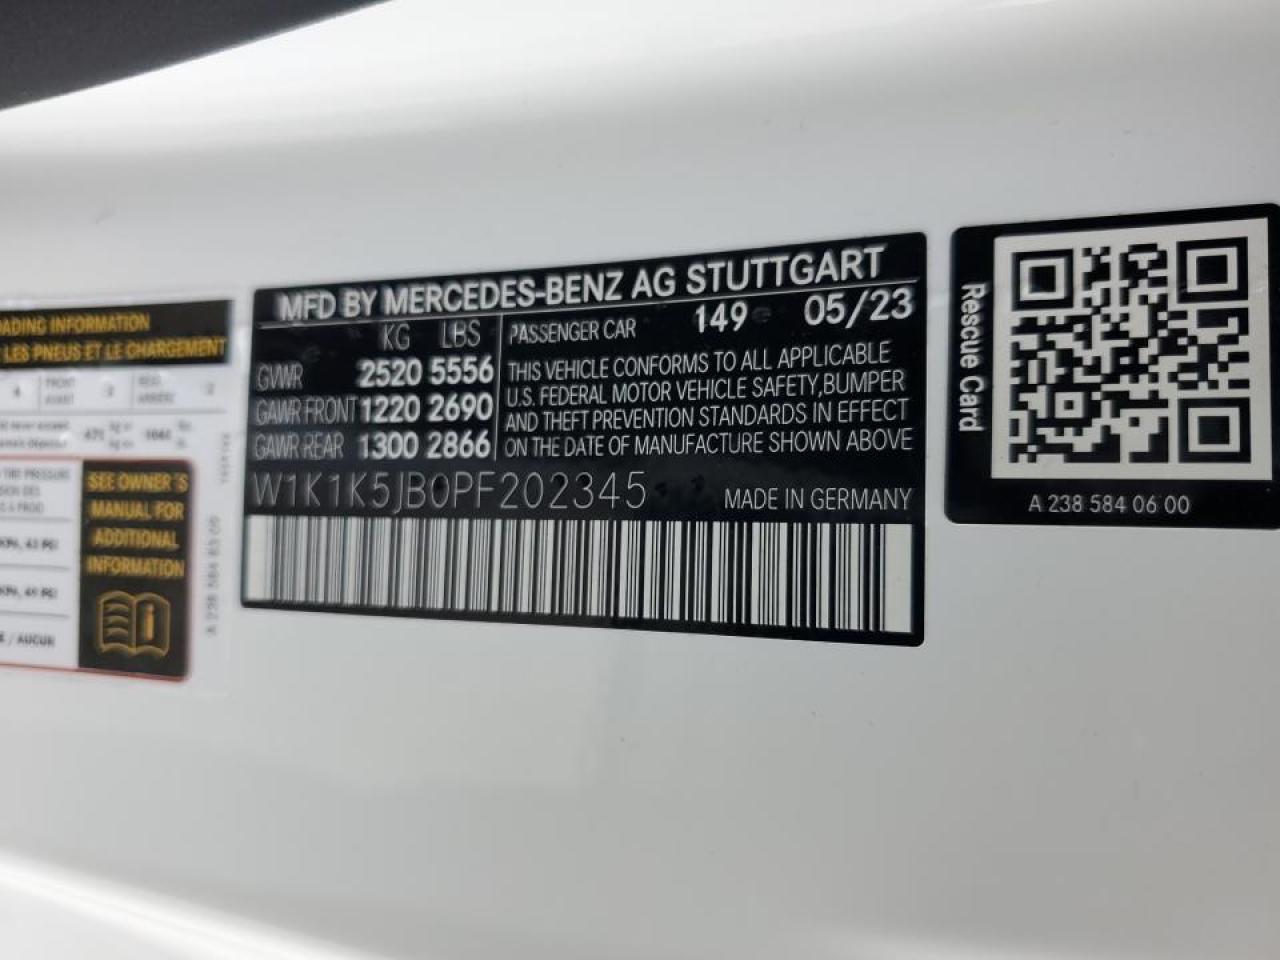 MFD BY MERCEDES-BENZ AG STUTTGART
KG LBS
PASSENGER CAR 149 05/23
GVWR 2520 5556
GAWR FRONT 1220 2690
GAWR REAR 1300 2866
THIS VEHICLE CONFORMS TO ALL APPLICABLE
U.S. FEDERAL MOTOR VEHICLE SAFETY,BUMPER
AND THEFT PREVENTION STANDARDS IN EFFECT
ON THE DATE OF MANUFACTURE SHOWN ABOVE
W1K1K5JB0PF202345 MADE IN GERMANY
Rescue Card
A 238 584 06 00
INFORMATION
LES PNEUS ET LE CHARGEMENT
SEE OWNER'S
MANUAL FOR
ADDITIONAL
INFORMATION
/ AUCUN